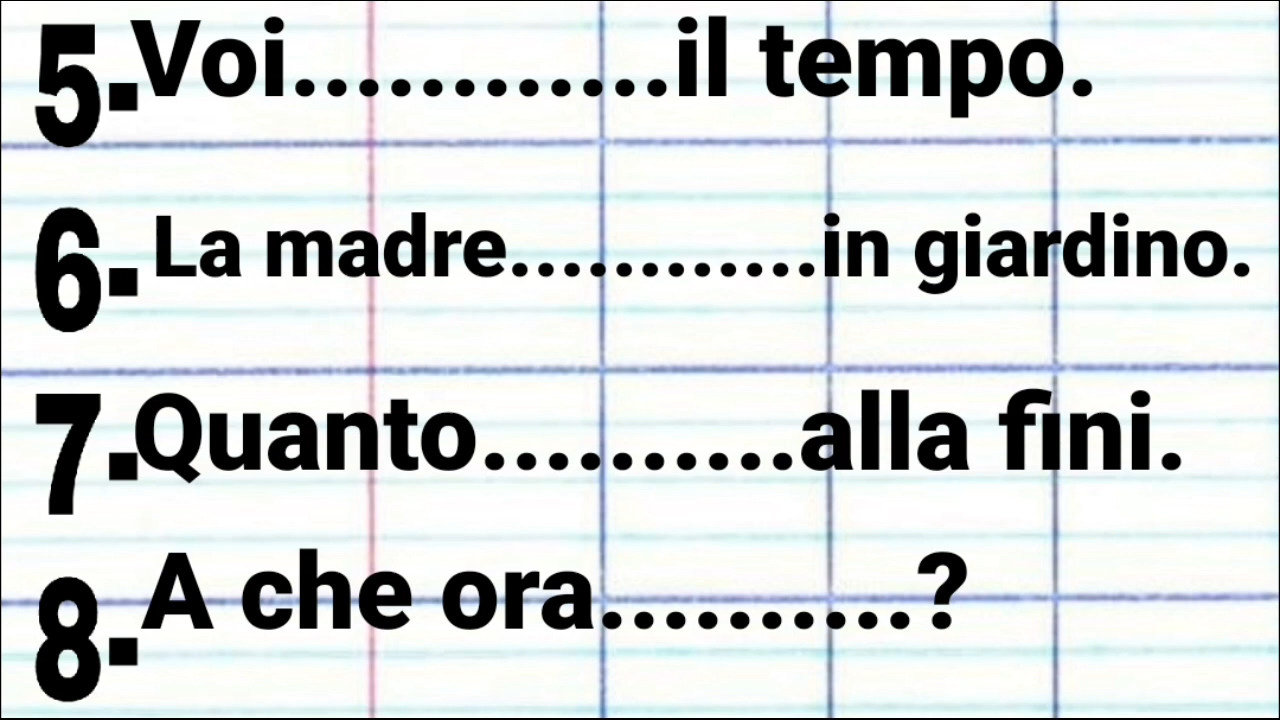 5.Voi............il tempo.
6. La madre............in giardino.
7.Quanto..........alla fini.
8.A che ora..........?